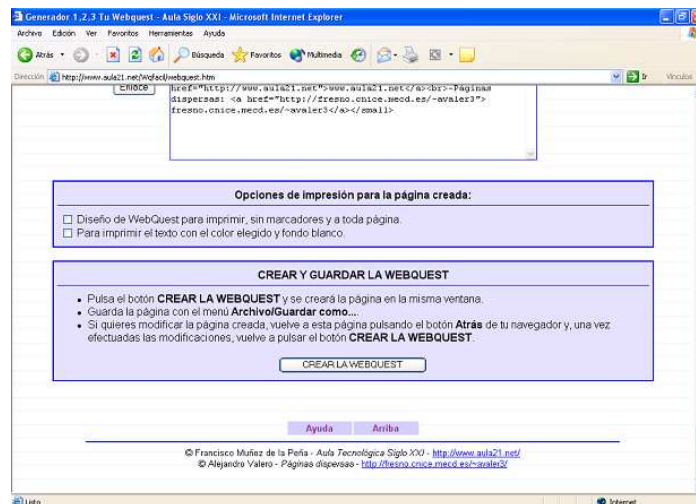 Generador 1,2,3 Tu Webquest - Aula Siglo XXI - Microsoft Internet Explorer
Archivo Edición Ver Favoritos Herramientas Ayuda
Atrás Búsqueda Favoritos Multimedia
Dirección http://www.aula21.net/Wqfacil/webquest.htm Ir Vínculos
Enlace href="http://www.aula21.net">www.aula21.net</a><br>-Páginas
dispersas: <a href="http://fresno.cnice.mecd.es/~avaler3">
fresno.cnice.mecd.es/~avaler3</a></small>
Opciones de impresión para la página creada:
Diseño de WebQuest para imprimir, sin marcadores y a toda página.
Para imprimir el texto con el color elegido y fondo blanco.
CREAR Y GUARDAR LA WEBQUEST
• Pulsa el botón CREAR LA WEBQUEST y se creará la página en la misma ventana.
• Guarda la página con el menú Archivo/Guardar como....
• Si quieres modificar la página creada, vuelve a esta página pulsando el botón Atrás de tu navegador y, una vez
efectuadas las modificaciones, vuelve a pulsar el botón CREAR LA WEBQUEST.
CREAR LA WEBQUEST
Ayuda Arriba
© Francisco Muñoz de la Peña - Aula Tecnológica Siglo XXI - http://www.aula21.net/
© Alejandro Valero - Páginas dispersas - http://fresno.cnice.mecd.es/~avaler3/
Listo Internet